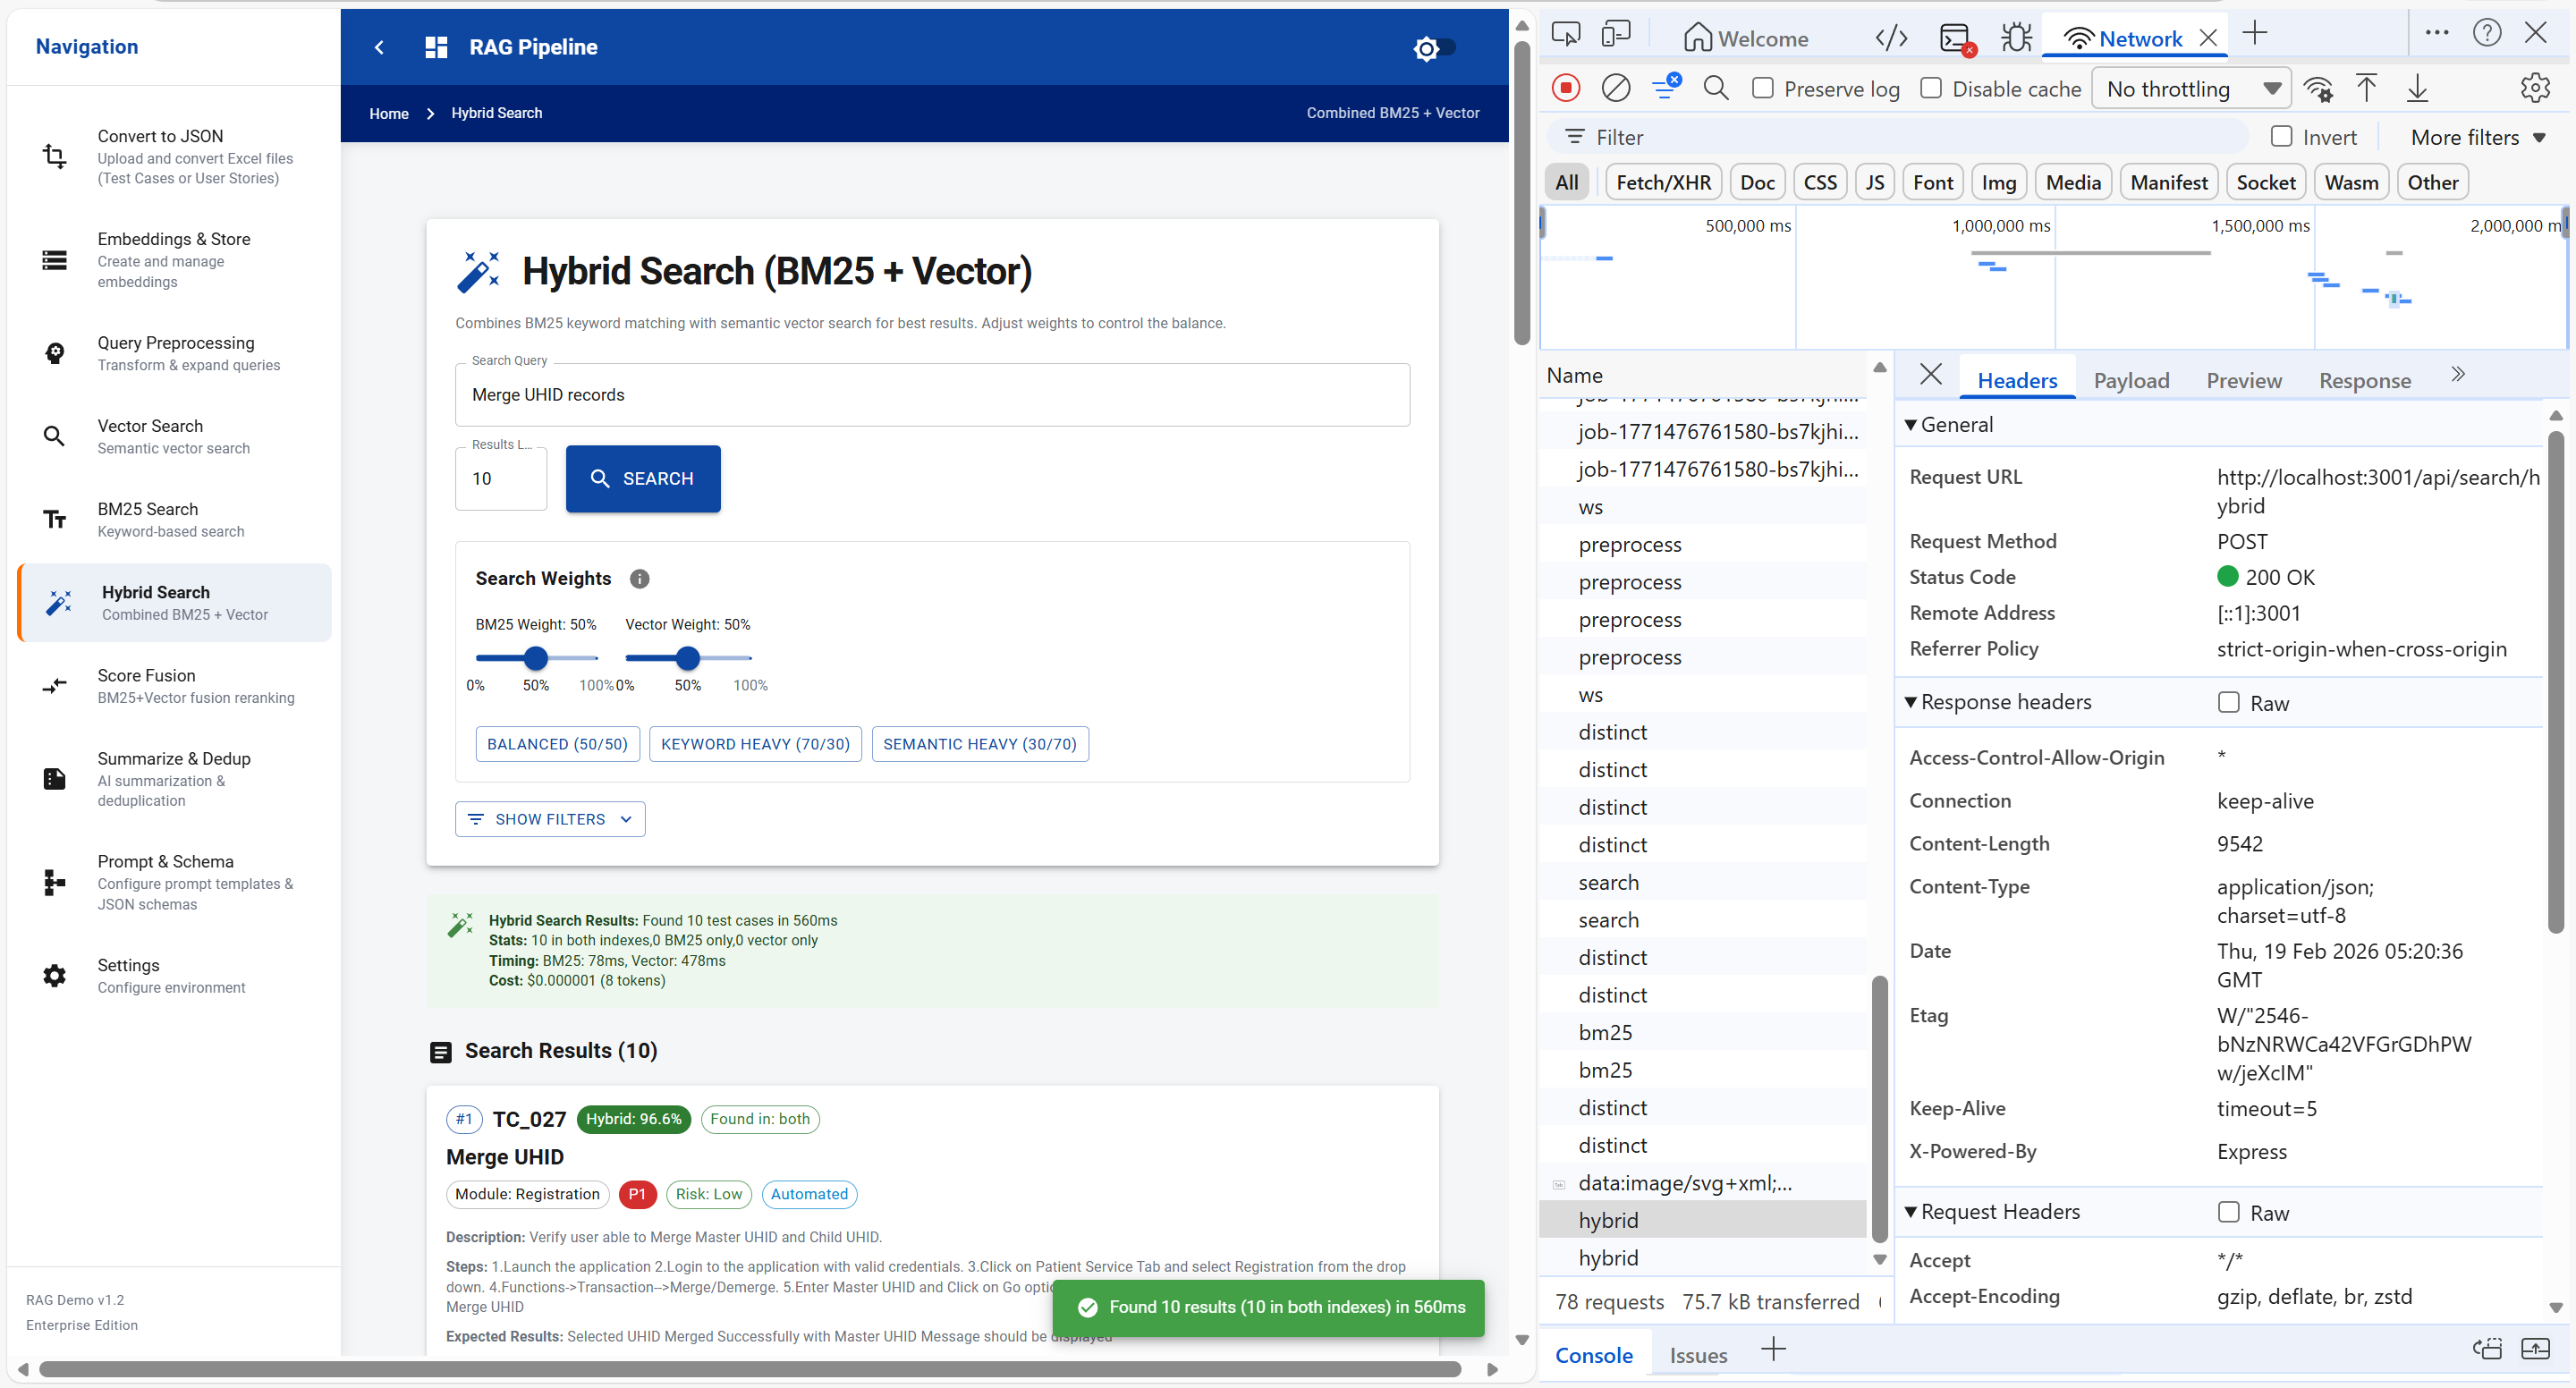 Navigation
Convert to JSON
Upload and convert Excel files
(Test Cases or User Stories)
Embeddings & Store
Create and manage
embeddings
Query Preprocessing
Transform & expand queries
Vector Search
Semantic vector search
BM25 Search
Keyword-based search
Hybrid Search
Combined BM25 + Vector
Score Fusion
BM25+Vector fusion reranking
Summarize & Dedup
AI summarization &
deduplication
Prompt & Schema
Configure prompt templates &
JSON schemas
Settings
Configure environment
RAG Demo v1.2
Enterprise Edition
RAG Pipeline
Home
Hybrid Search
Combined BM25 + Vector
Hybrid Search (BM25 + Vector)
Combines BM25 keyword matching with semantic vector search for best results. Adjust weights to control the balance.
Search Query
Merge UHID records
Results L...
10
SEARCH
Search Weights
BM25 Weight: 50% Vector Weight: 50%
0% 50% 100% 0% 50% 100%
BALANCED (50/50) KEYWORD HEAVY (70/30) SEMANTIC HEAVY (30/70)
SHOW FILTERS
Hybrid Search Results: Found 10 test cases in 560ms
Stats: 10 in both indexes,0 BM25 only,0 vector only
Timing: BM25: 78ms, Vector: 478ms
Cost: $0.000001 (8 tokens)
Search Results (10)
#1 TC_027 Hybrid: 96.6% Found in: both
Merge UHID
Module: Registration P1 Risk: Low Automated
Description: Verify user able to Merge Master UHID and Child UHID.
Steps: 1.Launch the application 2.Login to the application with valid credentials. 3.Click on Patient Service Tab and select Registration from the drop
down. 4.Functions->Transaction-->Merge/Demerge. 5.Enter Master UHID and Click on Go
Merge UHID
Expected Results: Selected UHID Merged Successfully with Master UHID Message should be displayed
Found 10 results (10 in both indexes) in 560ms
Welcome
Network
Preserve log Disable cache No throttling
Filter Invert More filters
All Fetch/XHR Doc CSS JS Font Img Media Manifest Socket Wasm Other
500,000 ms 1,000,000 ms 1,500,000 ms 2,000,000 m
Name
job-1771476761580-bs7kjhi...
job-1771476761580-bs7kjhi...
job-1771476761580-bs7kjhi...
ws
preprocess
preprocess
preprocess
preprocess
ws
distinct
distinct
distinct
distinct
search
search
distinct
distinct
bm25
bm25
distinct
distinct
data:image/svg+xml;...
hybrid
hybrid
78 requests 75.7 kB transferred
Headers Payload Preview Response
General
Request URL http://localhost:3001/api/search/h
ybrid
Request Method POST
Status Code 200 OK
Remote Address [::1]:3001
Referrer Policy strict-origin-when-cross-origin
Response headers Raw
Access-Control-Allow-Origin *
Connection keep-alive
Content-Length 9542
Content-Type application/json;
charset=utf-8
Date Thu, 19 Feb 2026 05:20:36
GMT
Etag W/"2546-
bNzNRWCa42VFGrGDhPW
w/jeXcIM"
Keep-Alive timeout=5
X-Powered-By Express
Request Headers Raw
Accept */*
Accept-Encoding gzip, deflate, br, zstd
Console Issues